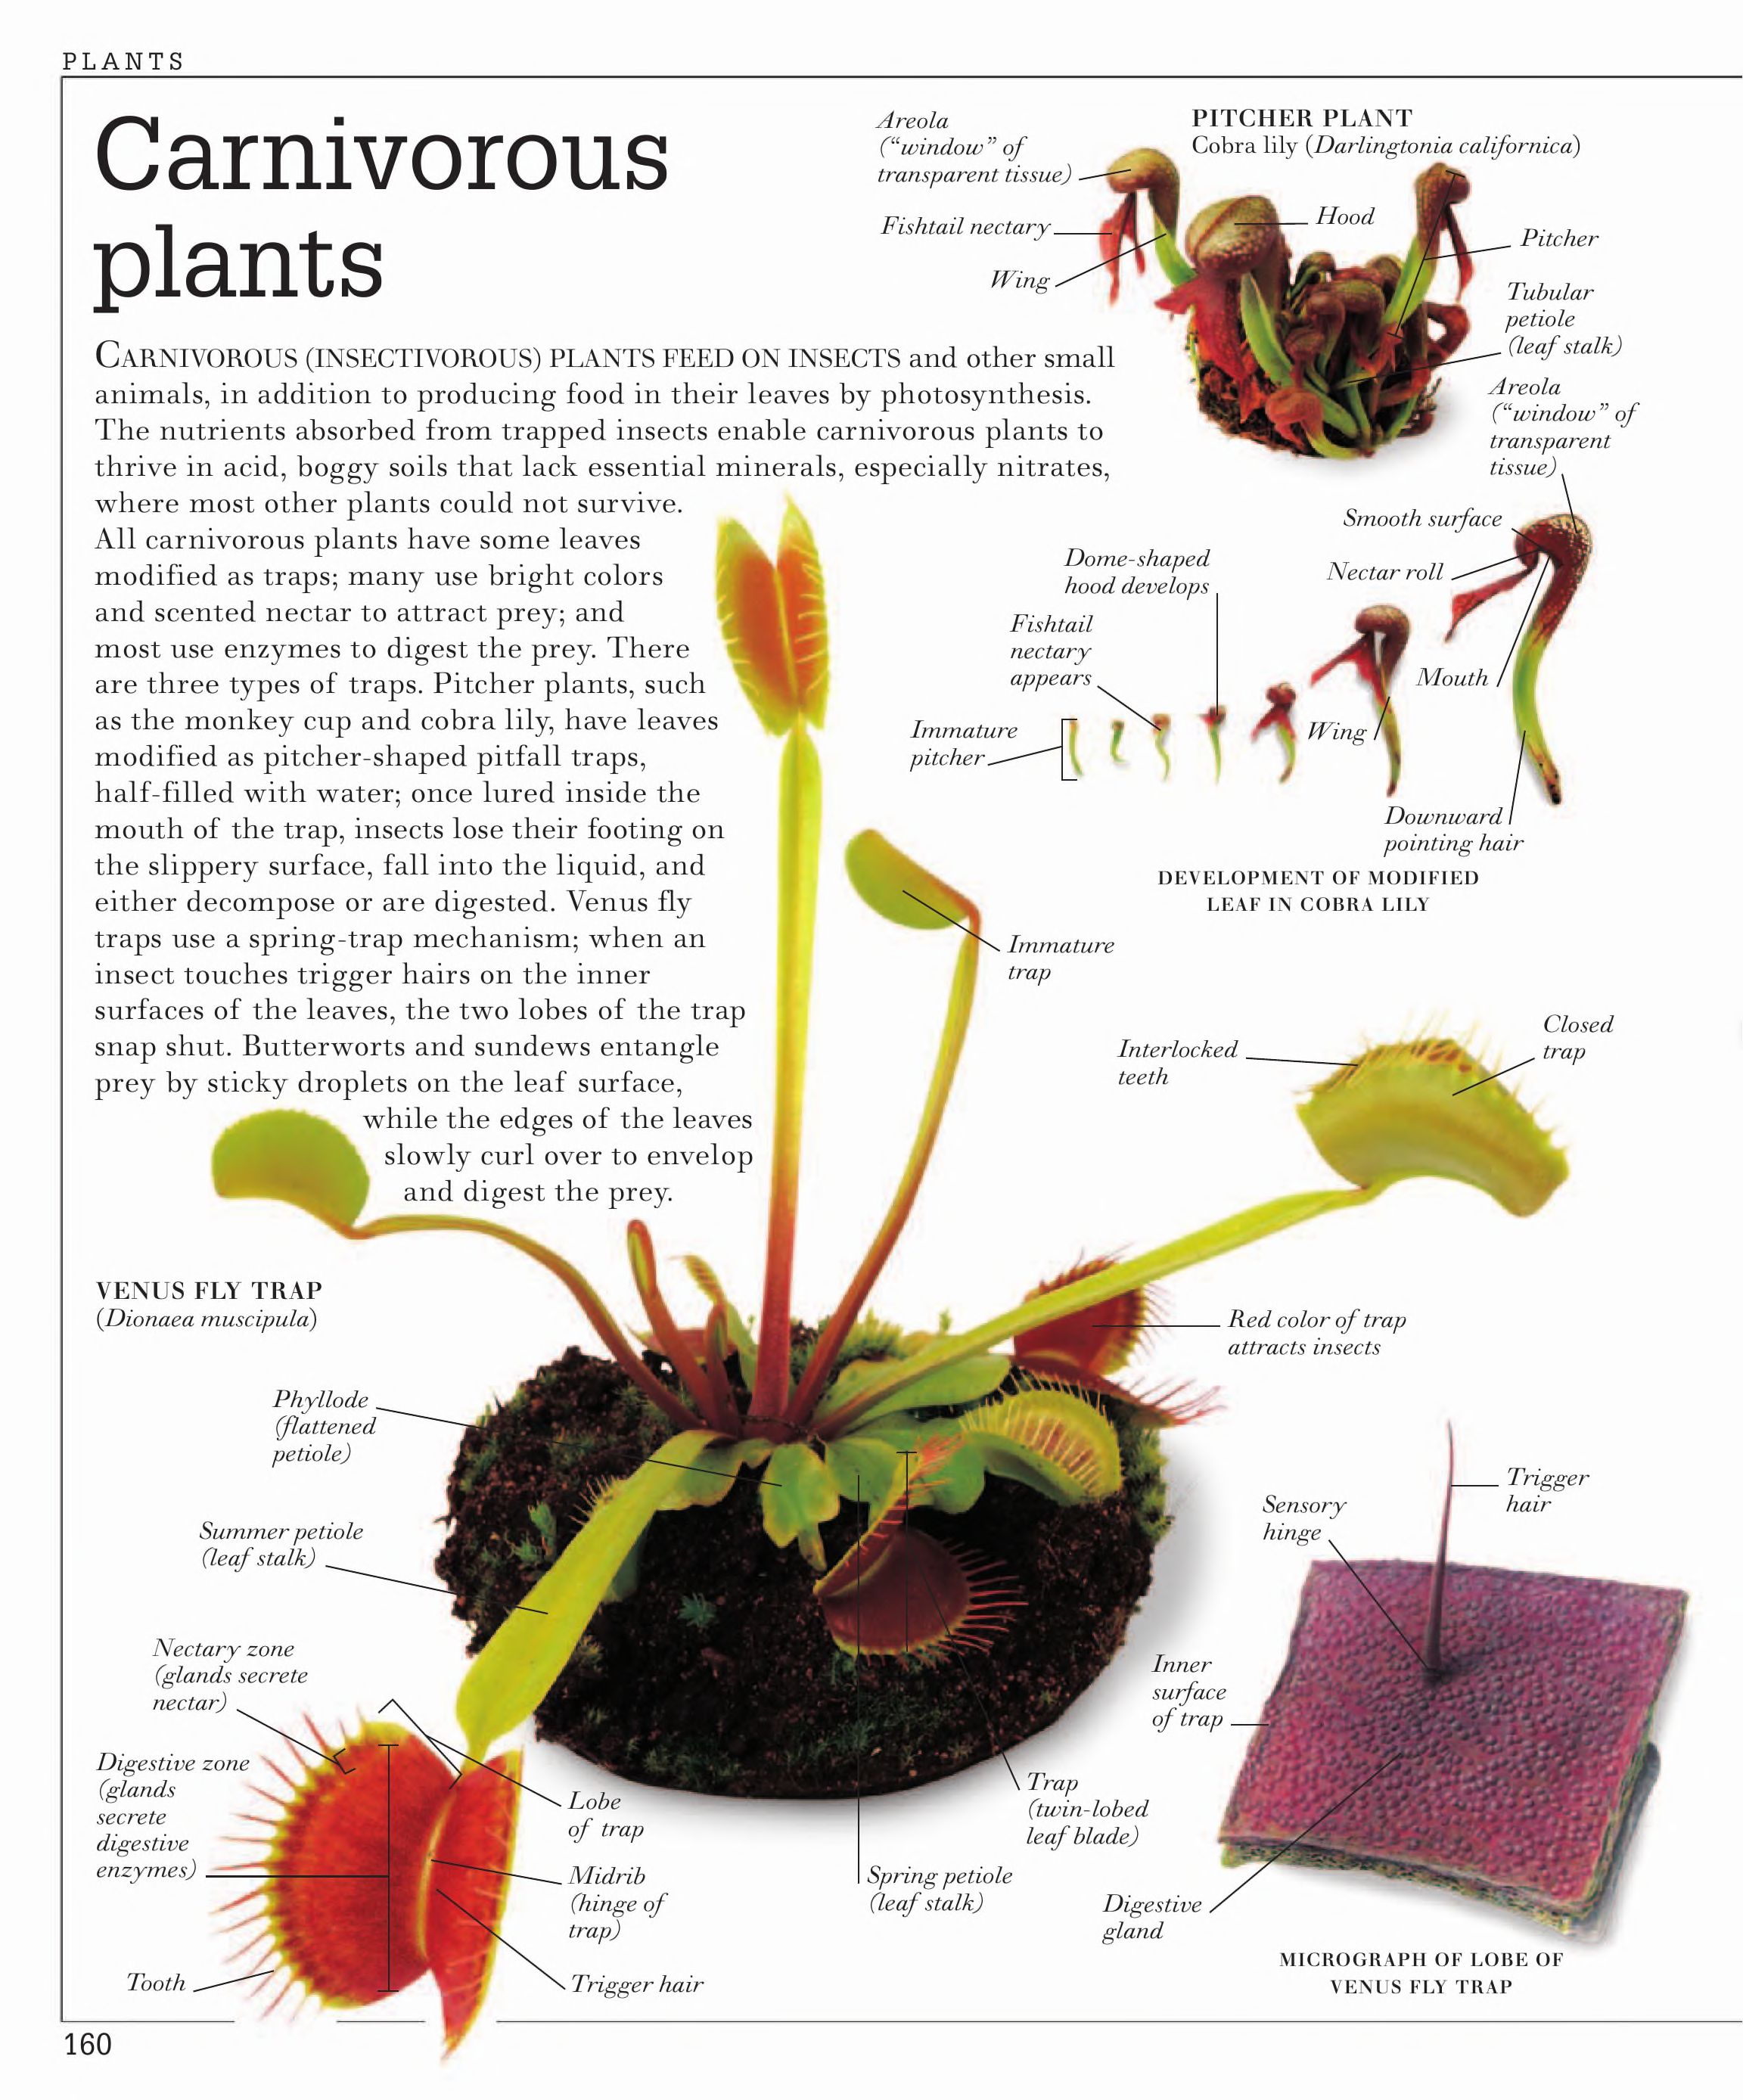 PLANTS
Carnivorous
plants
CARNIVOROUS (INSECTIVOROUS) PLANTS FEED ON INSECTS and other small
animals, in addition to producing food in their leaves by photosynthesis.
The nutrients absorbed from trapped insects enable carnivorous plants to
thrive in acid, boggy soils that lack essential minerals, especially nitrates,
where most other plants could not survive.
All carnivorous plants have some leaves
modified as traps; many use bright colors
and scented nectar to attract prey; and
most use enzymes to digest the prey. There
are three types of traps. Pitcher plants, such
as the monkey cup and cobra lily, have leaves
modified as pitcher-shaped pitfall traps,
half-filled with water; once lured inside the
mouth of the trap, insects lose their footing on
the slippery surface, fall into the liquid, and
either decompose or are digested. Venus fly
traps use a spring-trap mechanism; when an
insect touches trigger hairs on the inner
surfaces of the leaves, the two lobes of the trap
snap shut. Butterworts and sundews entangle
prey by sticky droplets on the leaf surface,
while the edges of the leaves
slowly curl over to envelop
and digest the prey.
PITCHER PLANT
Cobra lily (Darlingtonia californica)
Areola
(“window” of
transparent tissue)
Fishtail nectary
Wing
Hood
Pitcher
Tubular
petiole
(leaf stalk)
Areola
(“window” of
transparent
tissue)
Smooth surface
Nectar roll
Dome-shaped
hood develops
Fishtail
nectary
appears
Immature
pitcher
Mouth
Wing
Downward
pointing hair
DEVELOPMENT OF MODIFIED
LEAF IN COBRA LILY
Immature
trap
Interlocked
teeth
Closed
trap
VENUS FLY TRAP
(Dionaea muscipula)
Red color of trap
attracts insects
Phyllode
(flattened
petiole)
Summer petiole
(leaf stalk)
Nectary zone
(glands secrete
nectar)
Digestive zone
(glands
secrete
digestive
enzymes)
Tooth
Lobe
of trap
Midrib
(hinge of
trap)
Trigger hair
Spring petiole
(leaf stalk)
Trap
(twin-lobed
leaf blade)
Trigger
hair
Sensory
hinge
Inner
surface
of trap
Digestive
gland
MICROGRAPH OF LOBE OF
VENUS FLY TRAP
160